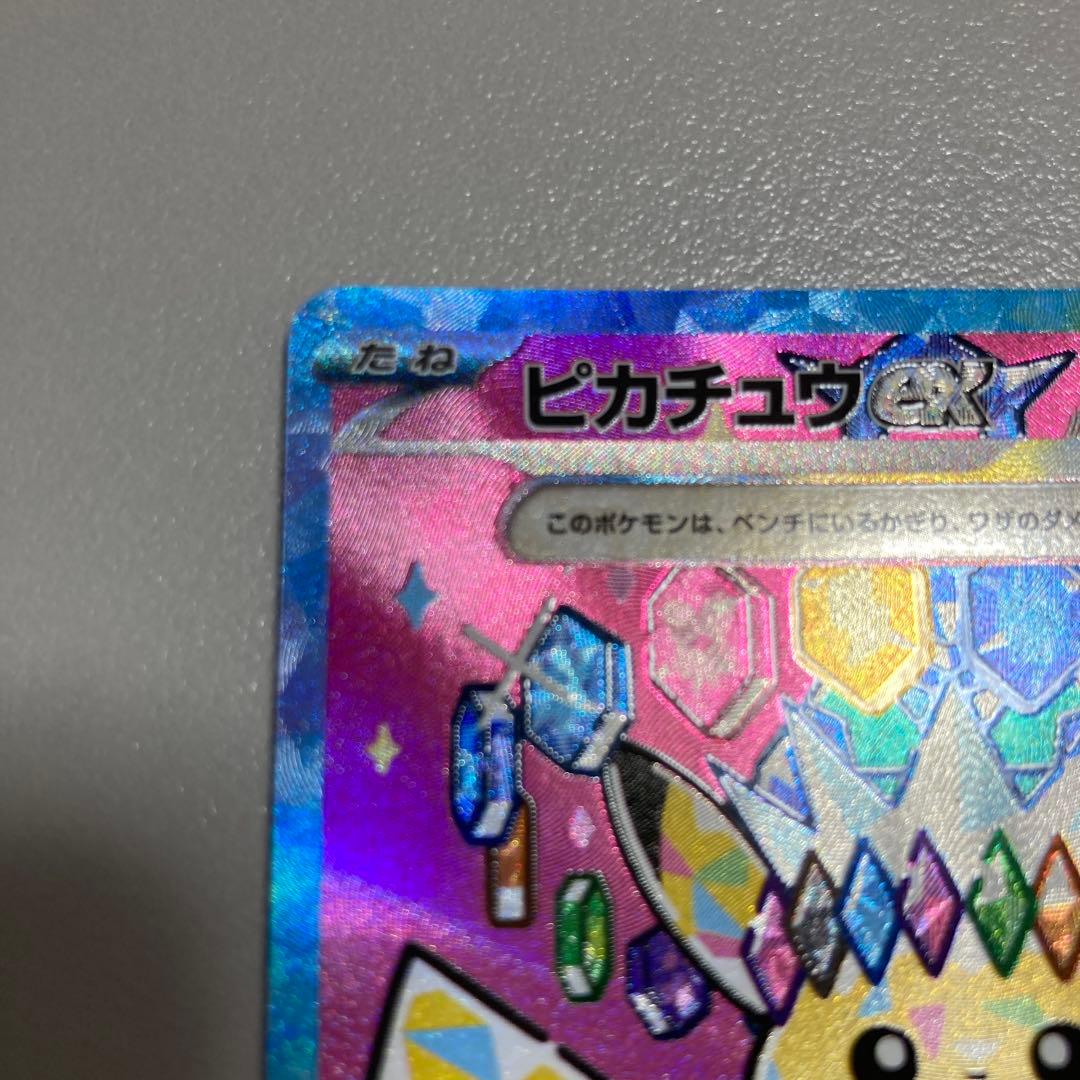 たね
ピカチュウex
このポケモンは、ベンチにいるかぎり、ワザのダメ